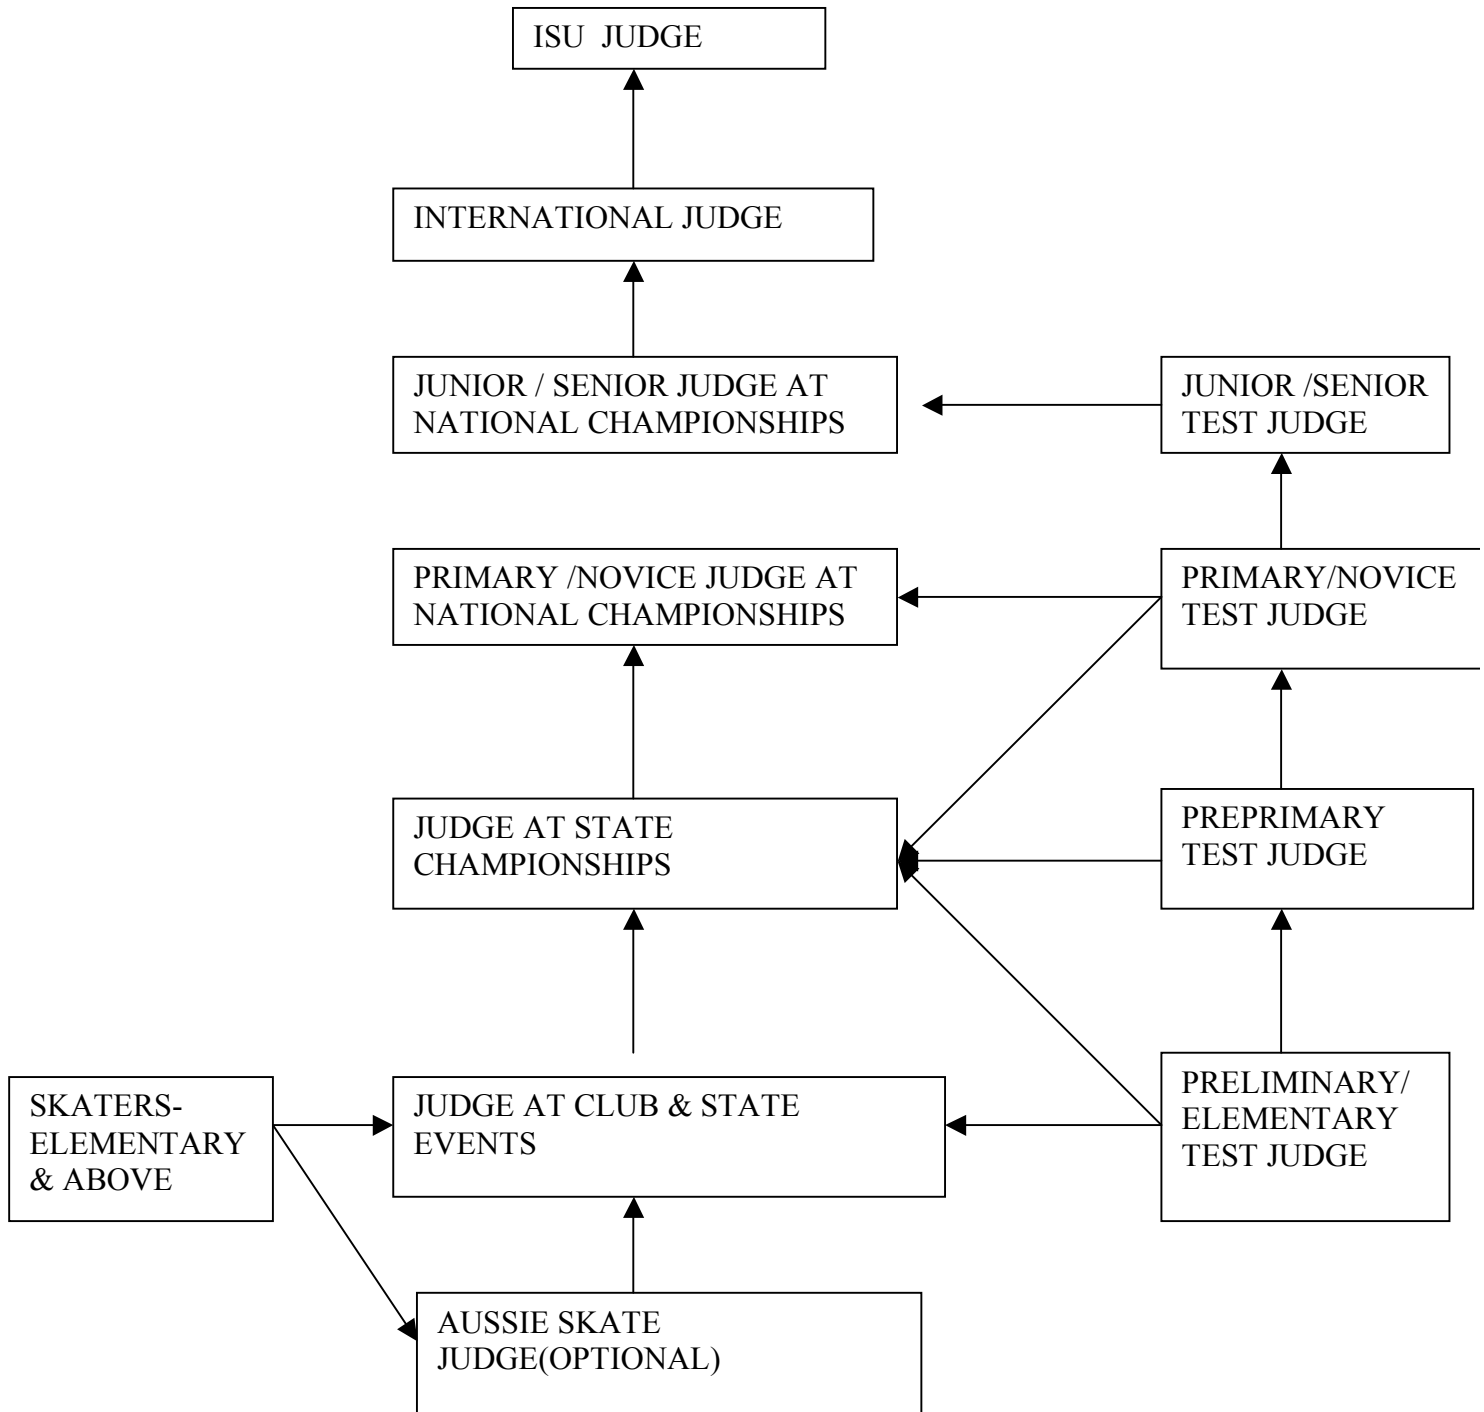 ISU  JUDGE
INTERNATIONAL JUDGE
JUNIOR / SENIOR JUDGE AT
NATIONAL CHAMPIONSHIPS
JUNIOR /SENIOR
TEST JUDGE
PRIMARY /NOVICE JUDGE AT
NATIONAL CHAMPIONSHIPS
PRIMARY/NOVICE
TEST JUDGE
JUDGE AT STATE
CHAMPIONSHIPS
PREPRIMARY
TEST JUDGE
SKATERS-
ELEMENTARY
& ABOVE
JUDGE AT CLUB & STATE
EVENTS
PRELIMINARY/
ELEMENTARY
TEST JUDGE
AUSSIE SKATE
JUDGE(OPTIONAL)